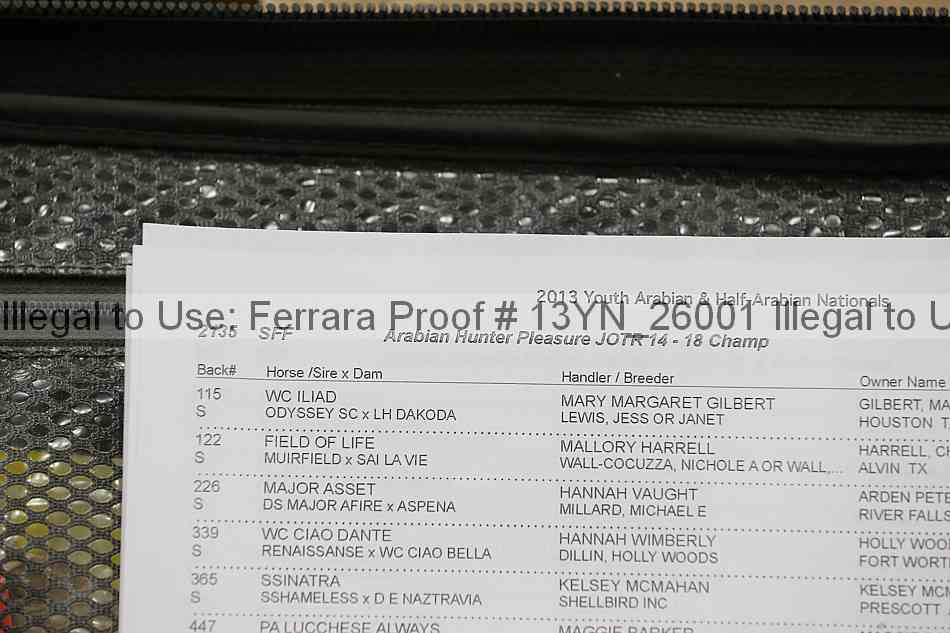 2013 Youth Arabian & Half-Arabian Nationals
Illegal to Use: Ferrara Proof # 13YN_26001 Illegal to U
2735 SFF Arabian Hunter Pleasure JOTR 14 - 18 Champ
Back# Horse /Sire x Dam Handler / Breeder Owner Name
115 WC ILIAD MARY MARGARET GILBERT GILBERT, MA
S ODYSSEY SC x LH DAKODA LEWIS, JESS OR JANET HOUSTON T
122 FIELD OF LIFE MALLORY HARRELL HARRELL, CH
S MUIRFIELD x SAI LA VIE WALL-COCUZZA, NICHOLE A OR WALL,... ALVIN TX
226 MAJOR ASSET HANNAH VAUGHT ARDEN PETE
S DS MAJOR AFIRE x ASPENA MILLARD, MICHAEL E RIVER FALLS
339 WC CIAO DANTE HANNAH WIMBERLY HOLLY WOO
S RENAISSANSE x WC CIAO BELLA DILLIN, HOLLY WOODS FORT WORT
365 SSINATRA KELSEY MCMAHAN KELSEY MCM
S SSHAMELESS x D E NAZTRAVIA SHELLBIRD INC PRESCOTT
447 PA LUCCHESE ALWAYS MAGGIE PARKER